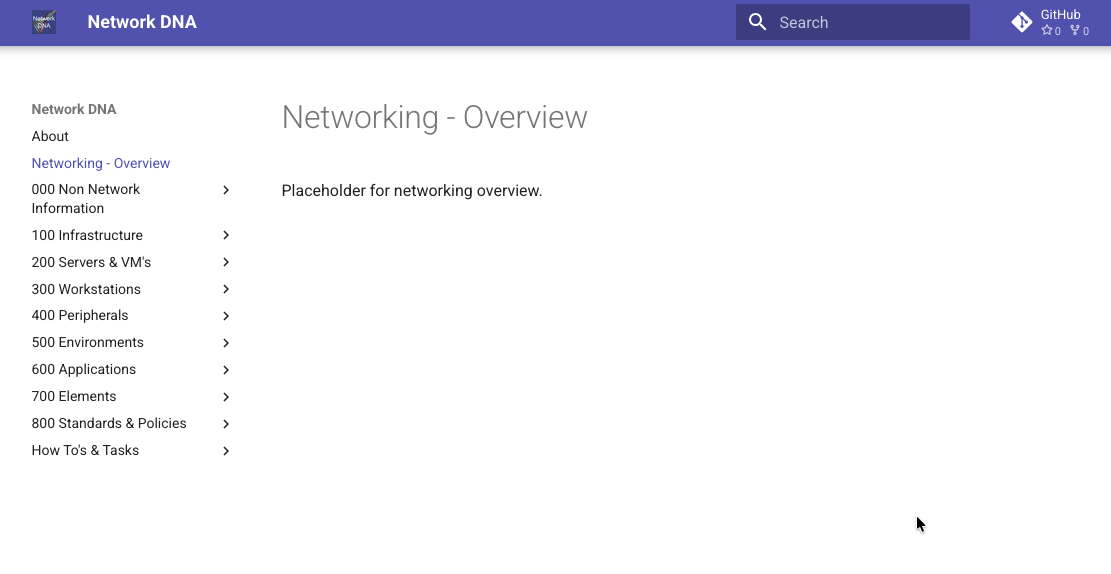 Network
DNA
Network DNA
Search
GitHub
0 0
Network DNA
About
Networking - Overview
000 Non Network
Information
100 Infrastructure
200 Servers & VM's
300 Workstations
400 Peripherals
500 Environments
600 Applications
700 Elements
800 Standards & Policies
How To's & Tasks
Networking - Overview
Placeholder for networking overview.